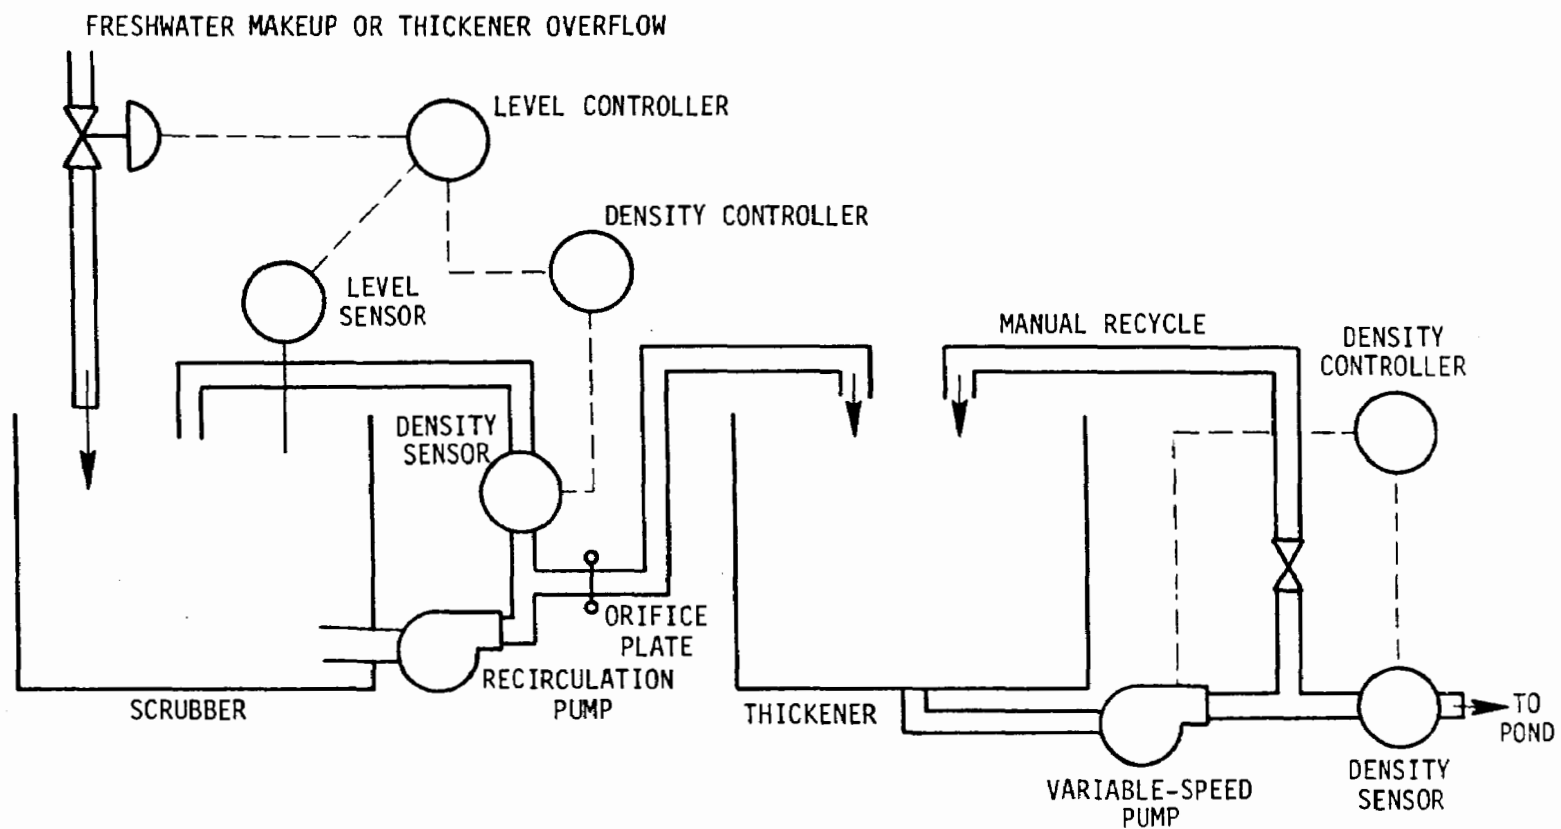 FRESHWATER MAKEUP OR THICKENER OVERFLOW
LEVEL CONTROLLER
DENSITY CONTROLLER
LEVEL
SENSOR
MANUAL RECYCLE
DENSITY
CONTROLLER
DENSITY
SENSOR
ORIFICE
PLATE
RECIRCULATION
PUMP
SCRUBBER
THICKENER
TO
POND
VARIABLE-SPEED
PUMP
DENSITY
SENSOR